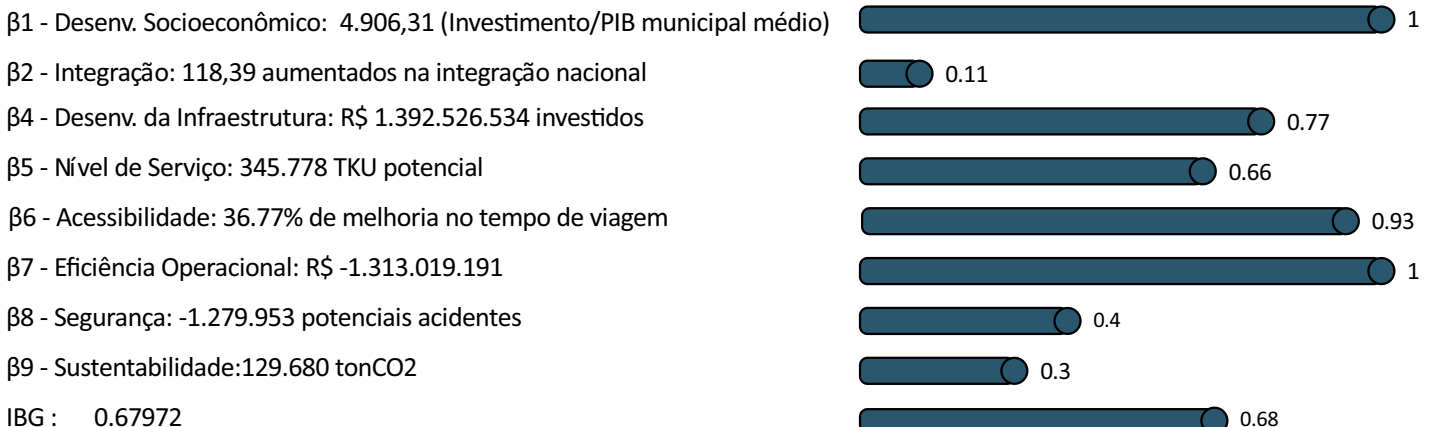 β1 - Desenv. Socioeconômico:  4.906,31 (Investimento/PIB municipal médio) 1
β2 - Integração: 118,39 aumentados na integração nacional 0.11
β4 - Desenv. da Infraestrutura: R$ 1.392.526.534 investidos 0.77
β5 - Nível de Serviço: 345.778 TKU potencial 0.66
β6 - Acessibilidade: 36.77% de melhoria no tempo de viagem 0.93
β7 - Eficiência Operacional: R$ -1.313.019.191 1
β8 - Segurança: -1.279.953 potenciais acidentes 0.4
β9 - Sustentabilidade:129.680 tonCO2 0.3
IBG :    0.67972 0.68